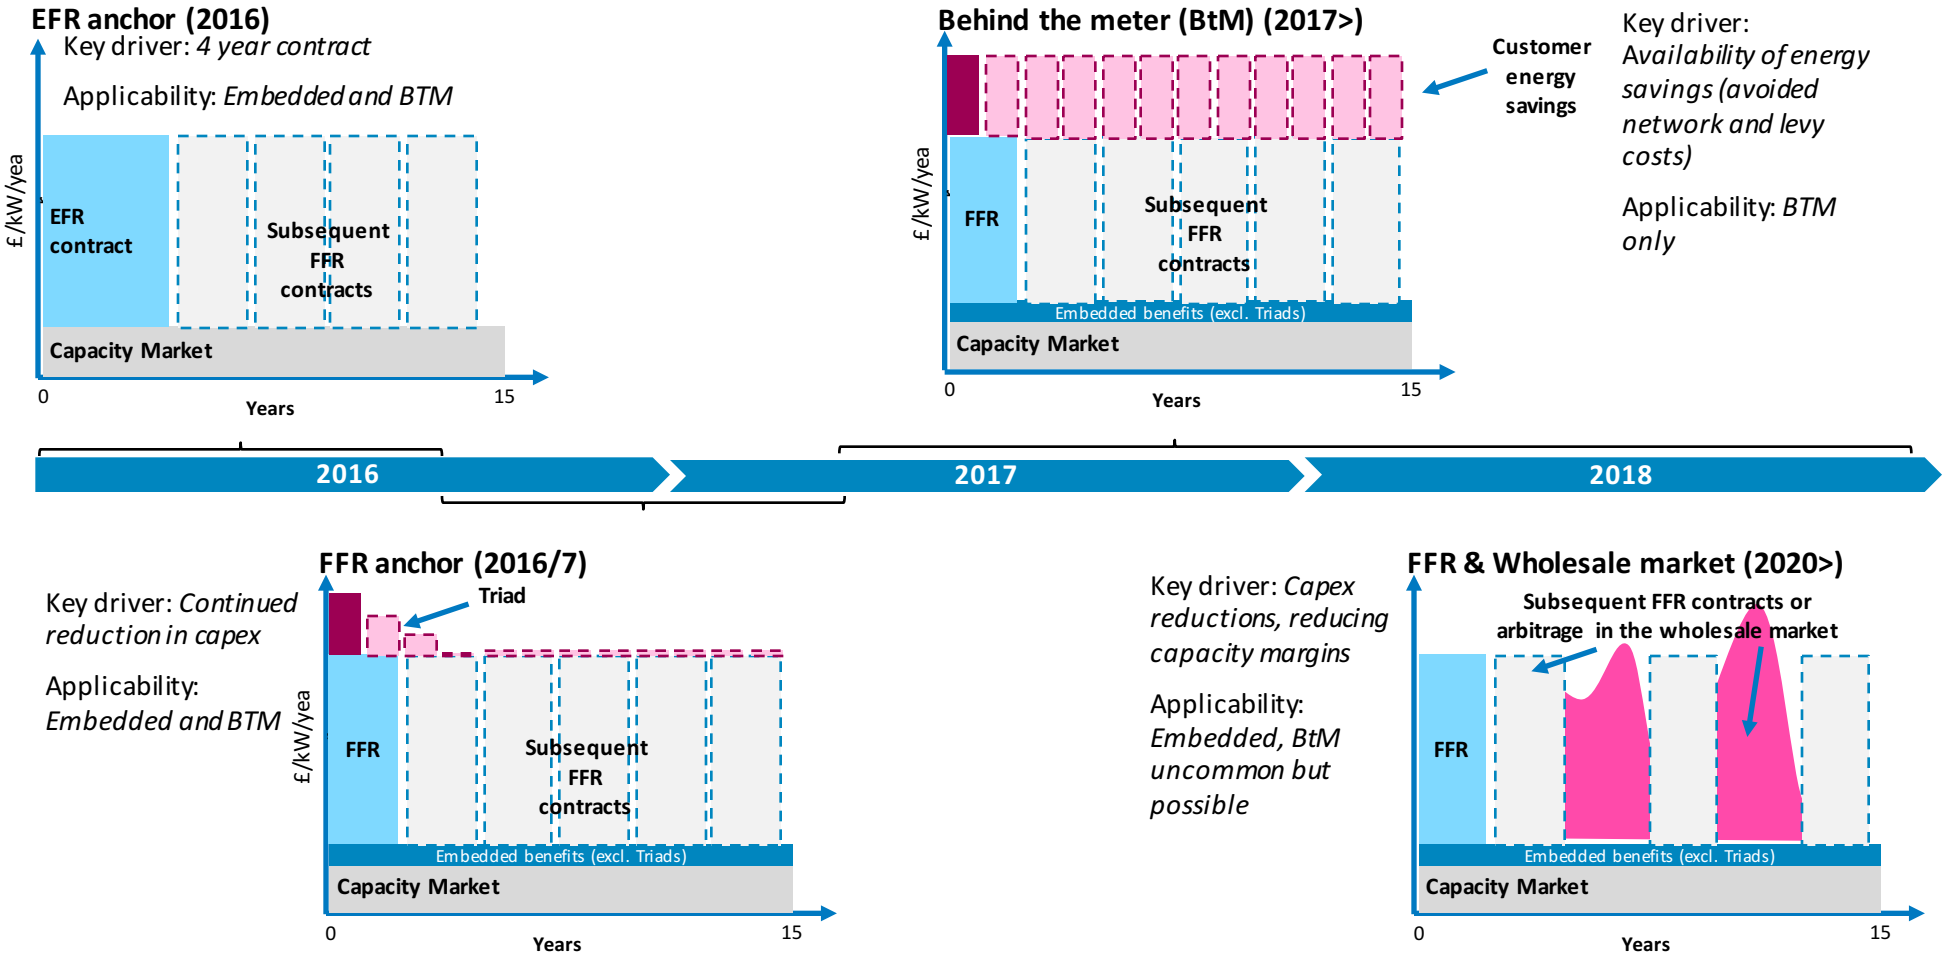 EFR anchor (2016)
Key driver: 4 year contract
Applicability: Embedded and BTM
£/kW/yea
EFR
contract
Subsequent
FFR
contracts
Capacity Market
0
15
Years
Behind the meter (BtM) (2017>)
Customer
energy
savings
Key driver:
Availability of energy
savings (avoided
network and levy
costs)
Applicability: BTM
only
£/kW/yea
FFR
Subsequent
FFR
contracts
Embedded benefits (excl. Triads)
Capacity Market
0
15
Years
2016
2017
2018
FFR anchor (2016/7)
Key driver: Continued
reduction in capex
Applicability:
Embedded and BTM
Triad
£/kW/yea
FFR
Subsequent
FFR
contracts
Embedded benefits (excl. Triads)
Capacity Market
0
15
Years
FFR & Wholesale market (2020>)
Key driver: Capex
reductions, reducing
capacity margins
Applicability:
Embedded, BtM
uncommon but
possible
Subsequent FFR contracts or
arbitrage in the wholesale market
FFR
Embedded benefits (excl. Triads)
Capacity Market
0
15
Years